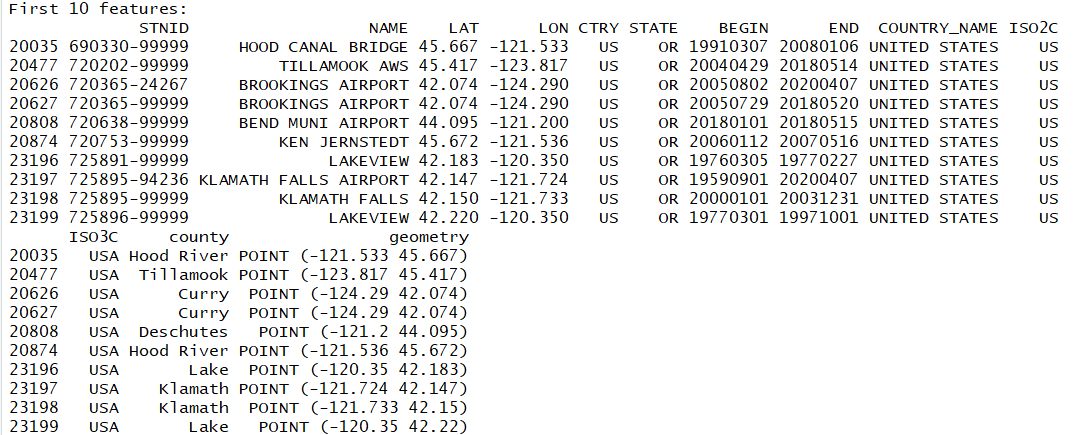 First 10 features:
STNID NAME LAT LON CTRY STATE BEGIN END COUNTRY_NAME ISO2C
20035 690330-99999 HOOD CANAL BRIDGE 45.667 -121.533 US OR 19910307 20080106 UNITED STATES US
20477 720202-99999 TILLAMOOK AWS 45.417 -123.817 US OR 20040429 20180514 UNITED STATES US
20626 720365-24267 BROOKINGS AIRPORT 42.074 -124.290 US OR 20050802 20200407 UNITED STATES US
20627 720365-99999 BROOKINGS AIRPORT 42.074 -124.290 US OR 20050729 20180520 UNITED STATES US
20808 720638-99999 BEND MUNI AIRPORT 44.095 -121.200 US OR 20180101 20180515 UNITED STATES US
20874 720753-99999 KEN JERNSTEDT 45.672 -121.536 US OR 20060112 20070516 UNITED STATES US
23196 725891-99999 LAKEVIEW 42.183 -120.350 US OR 19760305 19770227 UNITED STATES US
23197 725895-94236 KLAMATH FALLS AIRPORT 42.147 -121.724 US OR 19590901 20200407 UNITED STATES US
23198 725895-99999 KLAMATH FALLS 42.150 -121.733 US OR 20000101 20031231 UNITED STATES US
23199 725896-99999 LAKEVIEW 42.220 -120.350 US OR 19770301 19971001 UNITED STATES US
ISO3C county geometry
20035 USA Hood River POINT (-121.533 45.667)
20477 USA Tillamook POINT (-123.817 45.417)
20626 USA Curry POINT (-124.29 42.074)
20627 USA Curry POINT (-124.29 42.074)
20808 USA Deschutes POINT (-121.2 44.095)
20874 USA Hood River POINT (-121.536 45.672)
23196 USA Lake POINT (-120.35 42.183)
23197 USA Klamath POINT (-121.724 42.147)
23198 USA Klamath POINT (-121.733 42.15)
23199 USA Lake POINT (-120.35 42.22)